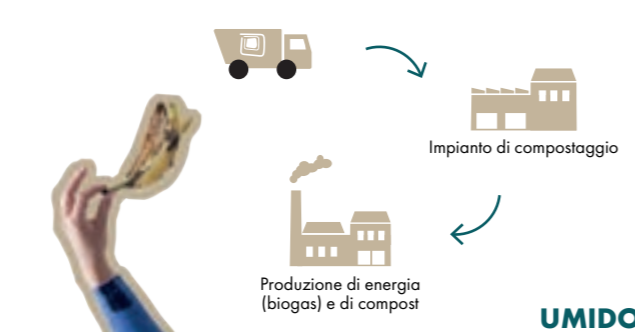 Impianto di compostaggio
Produzione di energia
(biogas) e di compost
UMIDO